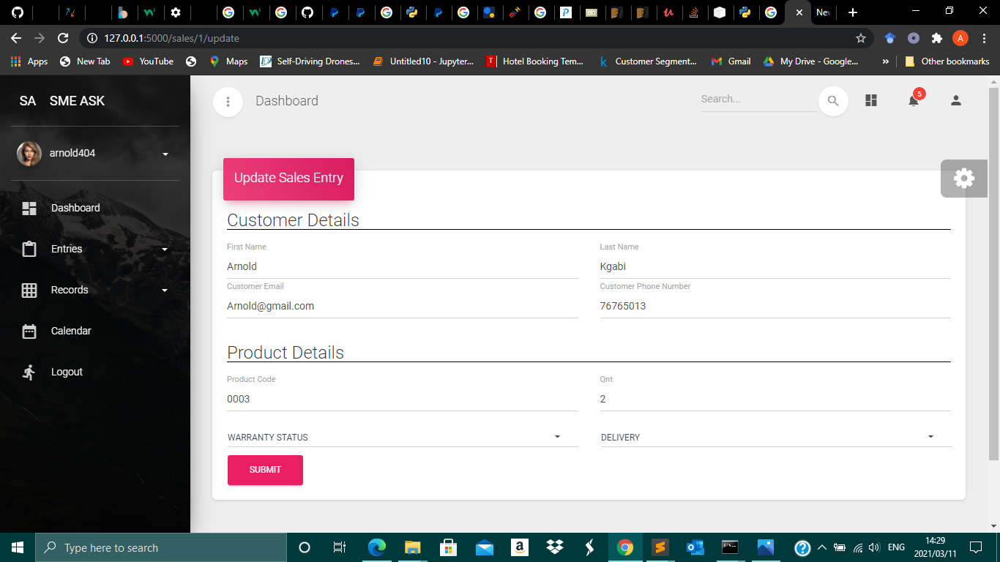 New
127.0.0.1:5000/sales/1/update
A
Apps
New Tab
YouTube
Maps
Self-Driving Drones...
Untitled10 - Jupyter...
Hotel Booking Tem...
Customer Segment...
Gmail
My Drive - Google...
»
Other bookmarks
SA SME ASK
Dashboard
Search...
5
arnold404
Update Sales Entry
Dashboard
Entries
Records
Calendar
Logout
Customer Details
First Name
Last Name
Arnold
Kgabi
Customer Email
Customer Phone Number
Arnold@gmail.com
76765013
Product Details
Product Code
Qnt
0003
2
WARRANTY STATUS
DELIVERY
SUBMIT
Type here to search
ENG
14:29
2021/03/11